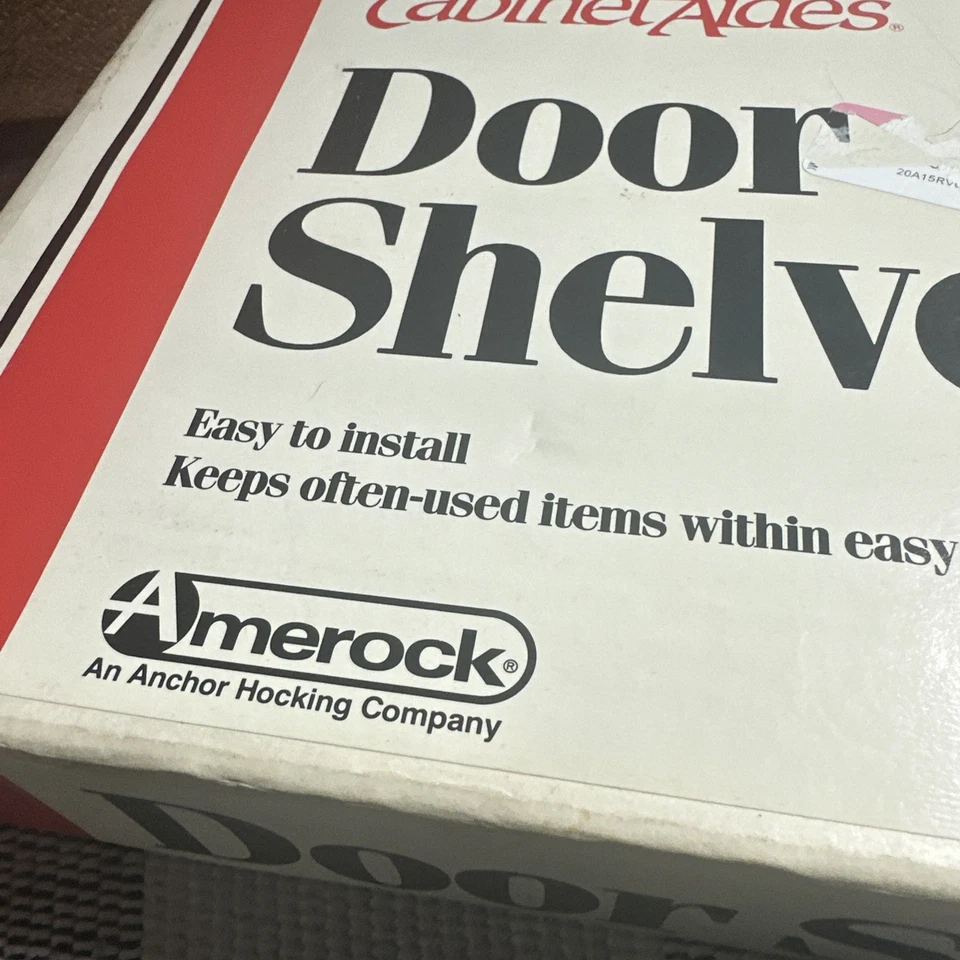 CabinetAides®
Door
Shelve
20A15RV
Easy to install
Keeps often-used items within easy
Amerock®
An Anchor Hocking Company
Door S